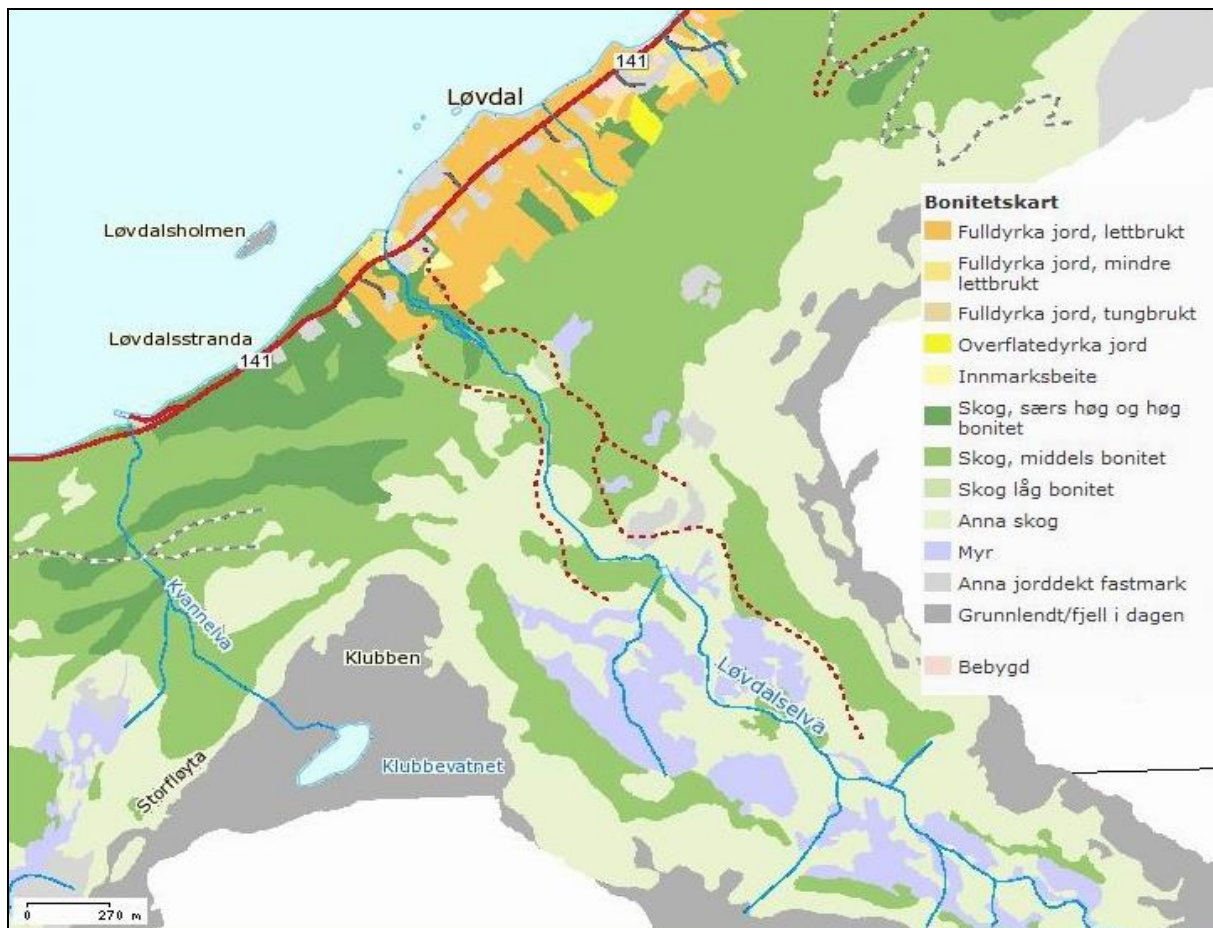 141
Løvdal
Løvdalsholmen
Løvdalsstranda
141
Kvannelva
Klubben
Storfløyta
Klubbevatnet
Løvdalselva
0 270 m
Bonitetskart
Fulldyrka jord, lettbrukt
Fulldyrka jord, mindre
lettbrukt
Fulldyrka jord, tungbrukt
Overflatedyrka jord
Innmarksbeite
Skog, særs høg og høg
bonitet
Skog, middels bonitet
Skog låg bonitet
Anna skog
Myr
Anna jorddekt fastmark
Grunnlendt/fjell i dagen
Bebygd